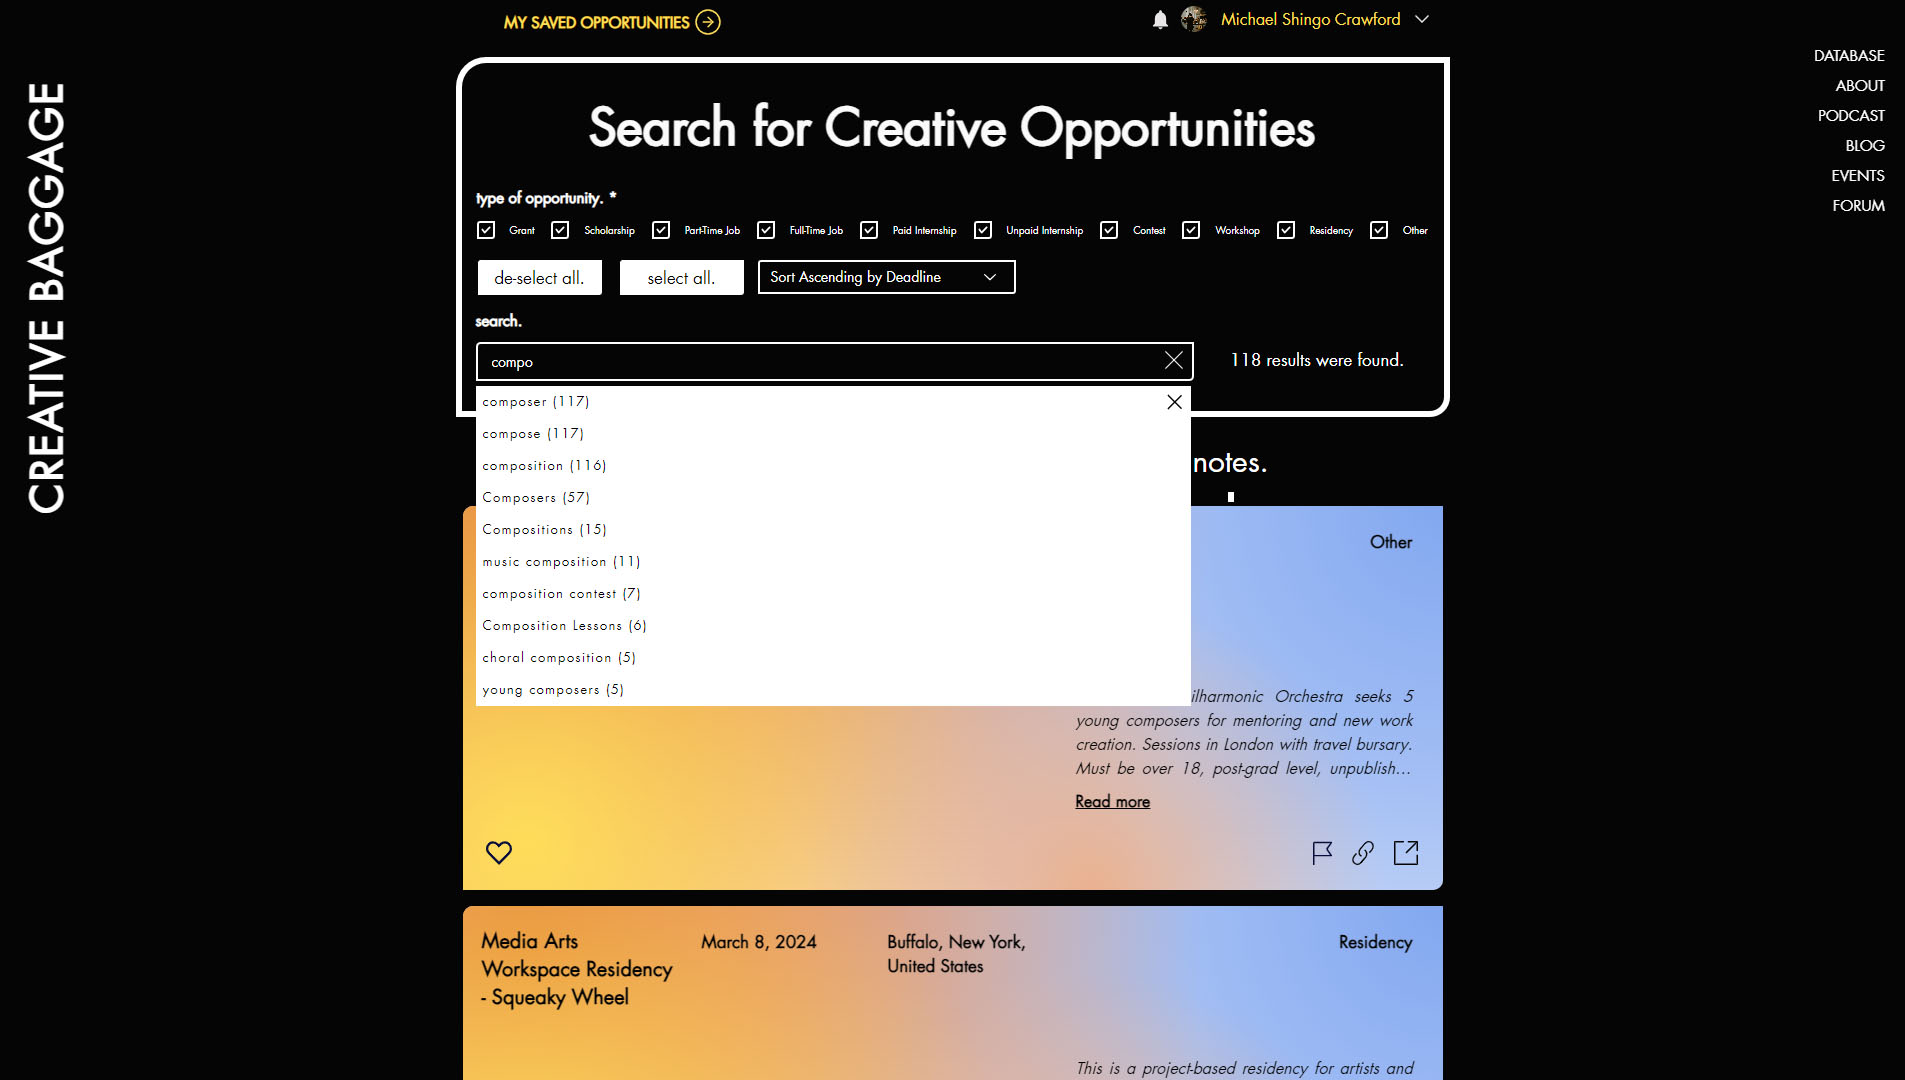 MY SAVED OPPORTUNITIES
Michael Shingo Crawford
DATABASE
ABOUT
PODCAST
BLOG
EVENTS
FORUM
CREATIVE BAGGAGE
Search for Creative Opportunities
type of opportunity. *
Grant Scholarship Part-Time Job Full-Time Job Paid Internship Unpaid Internship Contest Workshop Residency Other
de-select all. select all. Sort Ascending by Deadline
search.
compo
118 results were found.
composer (117)
compose (117)
composition (116)
Composers (57)
Compositions (15)
music composition (11)
composition contest (7)
Composition Lessons (6)
choral composition (5)
young composers (5)
notes.
Other
ilharmonic Orchestra seeks 5
young composers for mentoring and new work
creation. Sessions in London with travel bursary.
Must be over 18, post-grad level, unpublish...
Read more
Media Arts
Workspace Residency
- Squeaky Wheel
March 8, 2024
Buffalo, New York,
United States
Residency
This is a project-based residency for artists and